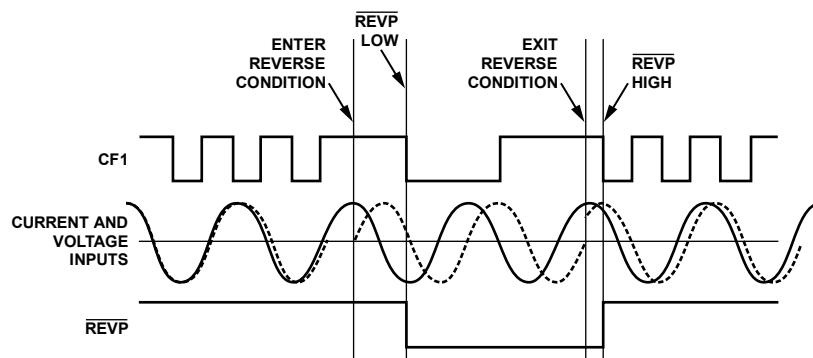 REVP
LOW
ENTER
REVERSE
CONDITION
EXIT
REVERSE
CONDITION
REVP
HIGH
CF1
CURRENT AND
VOLTAGE
INPUTS
REVP